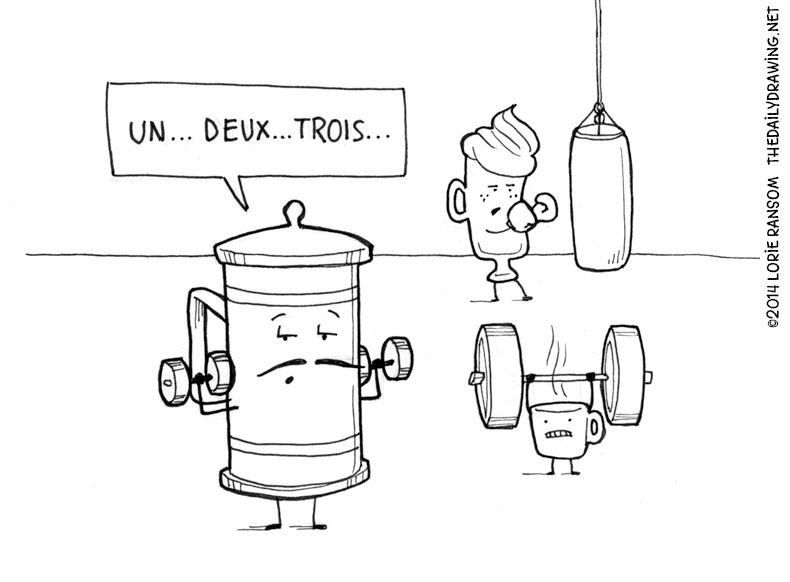 UN... DEUX...TROIS...
©2014 LORIE RANSOM THEDAILYDRAWING.NET